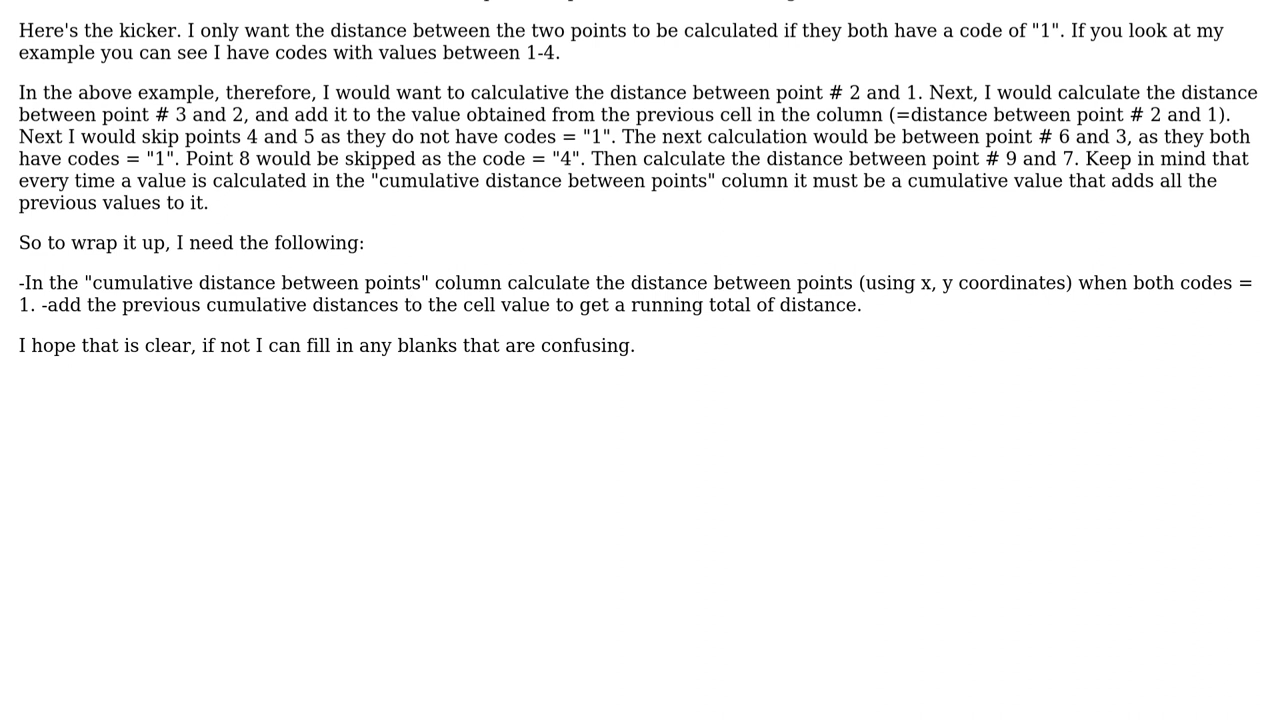 Here's the kicker. I only want the distance between the two points to be calculated if they both have a code of "1". If you look at my
example you can see I have codes with values between 1-4.
In the above example, therefore, I would want to calculative the distance between point # 2 and 1. Next, I would calculate the distance
between point # 3 and 2, and add it to the value obtained from the previous cell in the column (=distance between point # 2 and 1).
Next I would skip points 4 and 5 as they do not have codes = "1". The next calculation would be between point # 6 and 3, as they both
have codes = "1". Point 8 would be skipped as the code = "4". Then calculate the distance between point # 9 and 7. Keep in mind that
every time a value is calculated in the "cumulative distance between points" column it must be a cumulative value that adds all the
previous values to it.
So to wrap it up, I need the following:
-In the "cumulative distance between points" column calculate the distance between points (using x, y coordinates) when both codes =
1. -add the previous cumulative distances to the cell value to get a running total of distance.
I hope that is clear, if not I can fill in any blanks that are confusing.